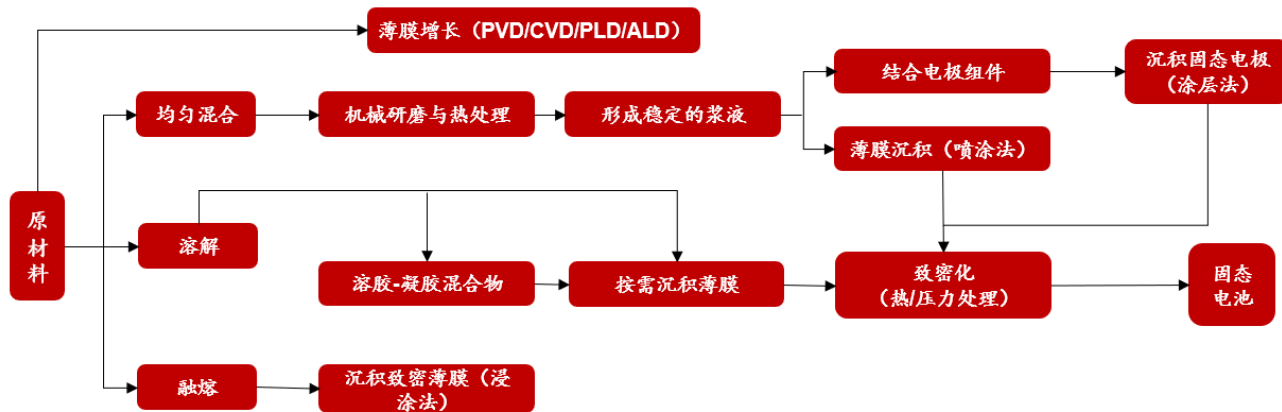 薄膜增长（PVD/CVD/PLD/ALD）
结合电极组件
沉积固态电极
（涂层法）
均匀混合
机械研磨与热处理
形成稳定的浆液
薄膜沉积（喷涂法）
原
材
料
溶解
溶胶-凝胶混合物
按需沉积薄膜
致密化
（热/压力处理）
固态
电池
融熔
沉积致密薄膜（浸
涂法）